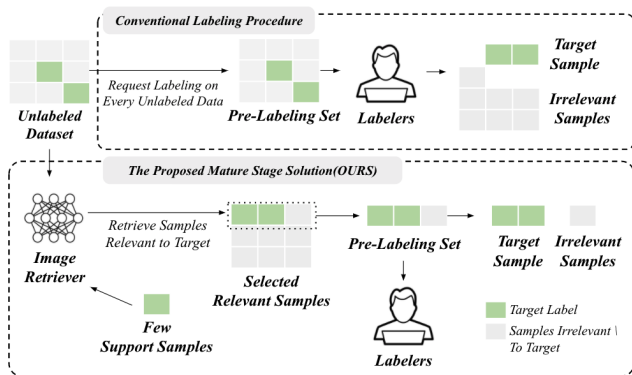 Conventional Labeling Procedure
Unlabeled
Dataset
Request Labeling on
Every Unlabeled Data
Pre-Labeling Set
Labelers
Target
Sample
Irrelevant
Samples
The Proposed Mature Stage Solution(OURS)
Image
Retriever
Retrieve Samples
Relevant to Target
Selected
Relevant Samples
Few
Support Samples
Pre-Labeling Set
Labelers
Target
Sample
Irrelevant
Samples
Target Label
Samples Irrelevant \
To Target